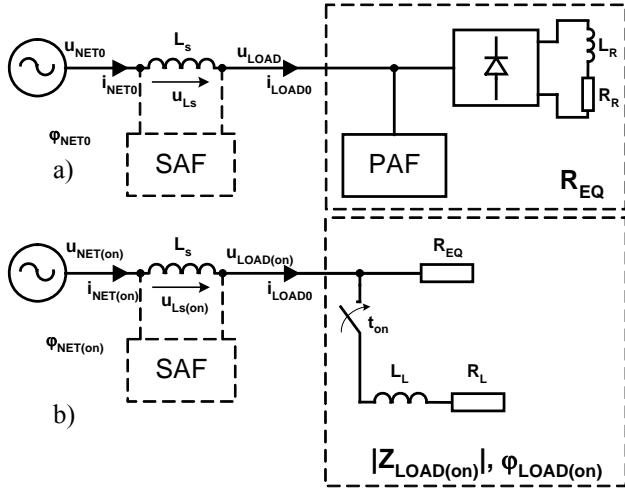 u_NET0
L_s
u_LOAD
i_NET0
u_Ls
i_LOAD0
L_R
R_R
φ_NET0
SAF
PAF
a)
R_EQ
u_NET(on)
L_s
u_LOAD(on)
R_EQ
i_NET(on)
u_Ls(on)
i_LOAD0
t_on
φ_NET(on)
SAF
L_L
R_L
b)
|Z_LOAD(on)|, φ_LOAD(on)